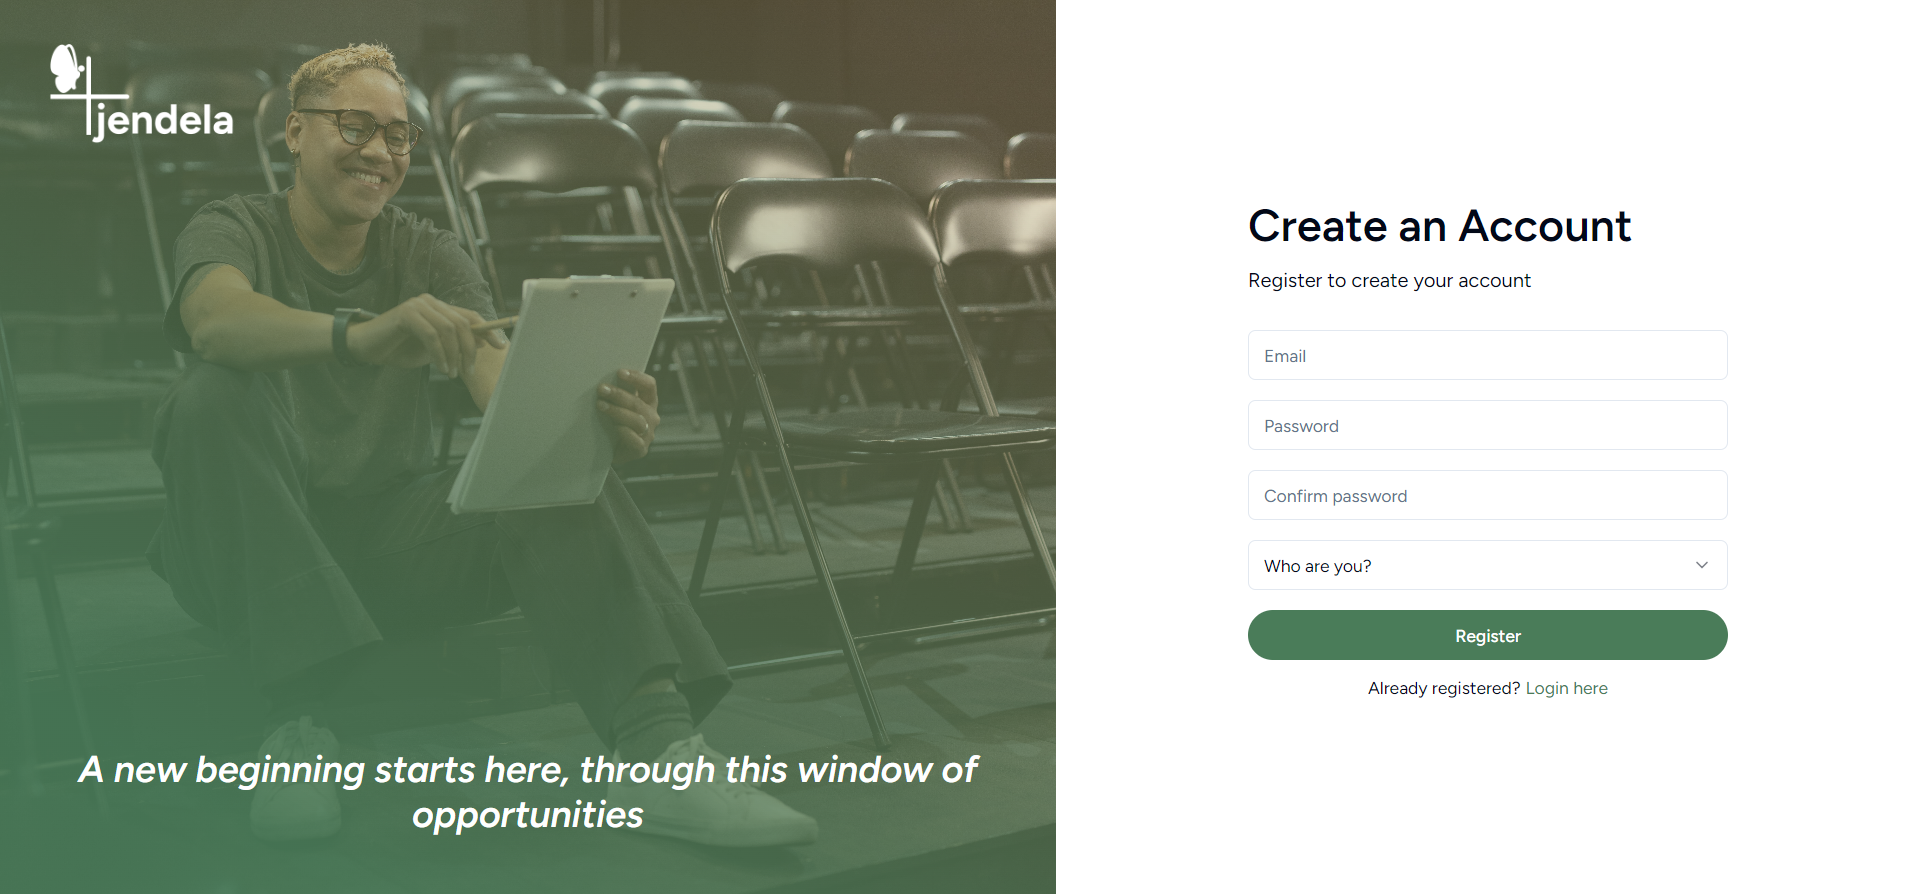 jendela
A new beginning starts here, through this window of
opportunities
Create an Account
Register to create your account
Email
Password
Confirm password
Who are you?
Register
Already registered? Login here